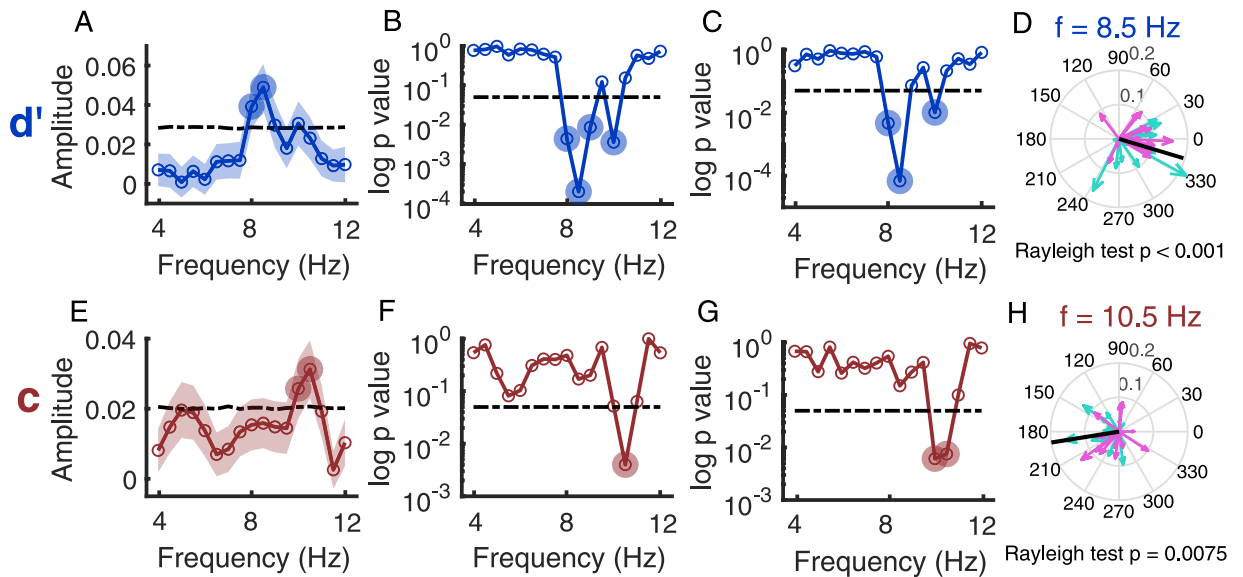 A
B
C
D
f = 8.5 Hz
d'
Amplitude
0.06
0.04
0.02
0
4
8
12
Frequency (Hz)
log p value
10^0
10^-1
10^-2
10^-3
10^-4
4
8
12
Frequency (Hz)
log p value
10^0
10^-2
10^-4
4
8
12
Frequency (Hz)
90
0.2
60
0.1
30
0
330
300
270
240
210
180
150
120
Rayleigh test p < 0.001
E
F
G
H
f = 10.5 Hz
c
Amplitude
0.04
0.02
0
4
8
12
Frequency (Hz)
log p value
10^0
10^-1
10^-2
10^-3
4
8
12
Frequency (Hz)
log p value
10^0
10^-1
10^-2
10^-3
4
8
12
Frequency (Hz)
90
0.2
60
0.1
30
0
330
300
270
240
210
180
150
120
Rayleigh test p = 0.0075